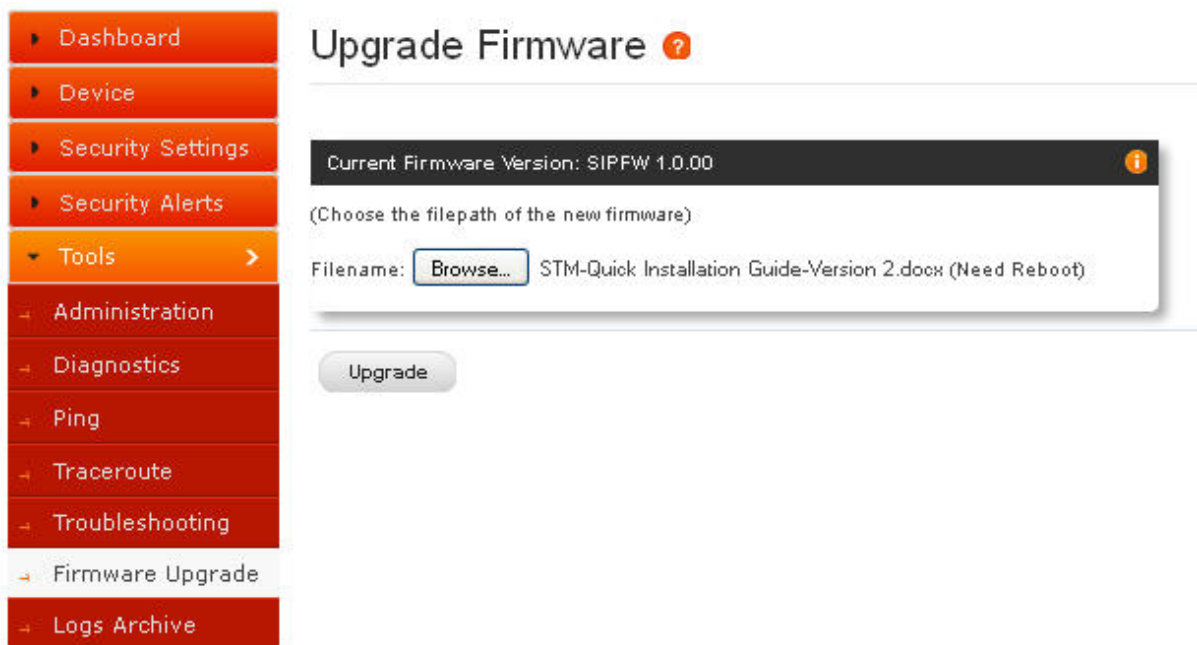 Dashboard
Device
Security Settings
Security Alerts
Tools
Administration
Diagnostics
Ping
Traceroute
Troubleshooting
Firmware Upgrade
Logs Archive
Upgrade Firmware ?
Current Firmware Version: SIPFW 1.0.00 i
(Choose the filepath of the new firmware)
Filename: Browse... STM-Quick Installation Guide-Version 2.docx (Need Reboot)
Upgrade